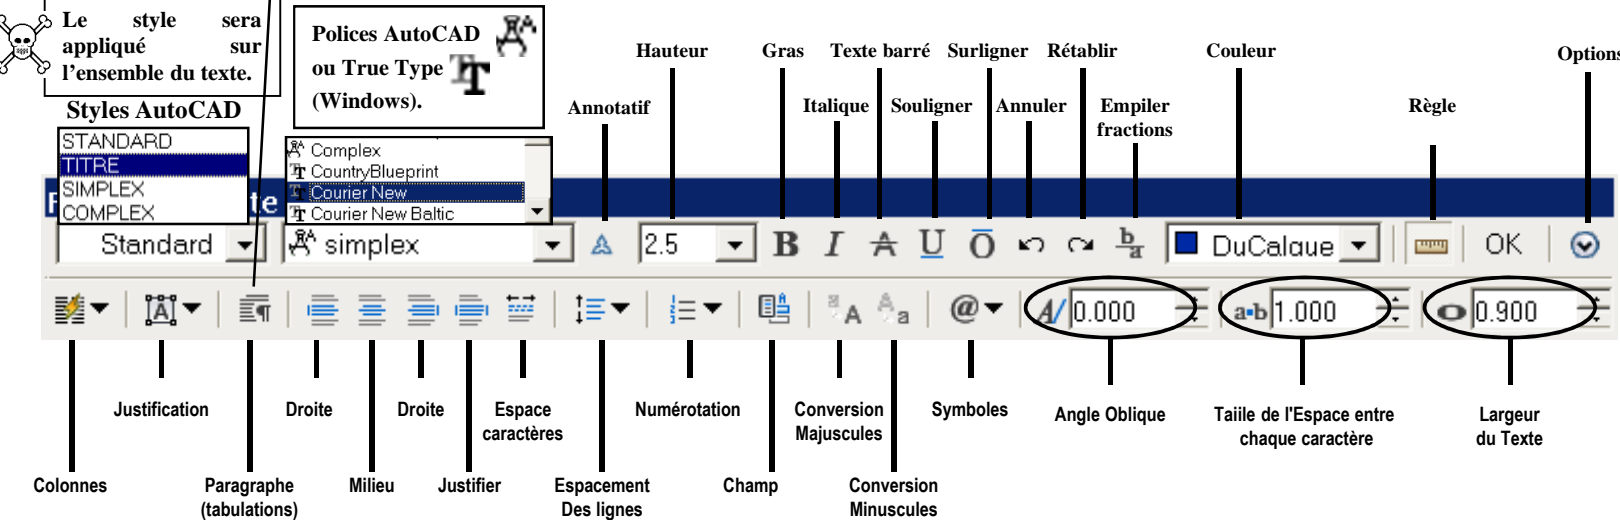 Le style sera
appliqué sur
l'ensemble du texte.
Polices AutoCAD
ou True Type
(Windows).
Styles AutoCAD
STANDARD
TITRE
SIMPLEX
COMPLEX
Complex
CountryBlueprint
Courier New
Courier New Baltic
te
Annotatif
Hauteur
Gras
Texte barré
Surligner
Rétablir
Couleur
Options
Italique
Souligner
Annuler
Empiler
fractions
Règle
Standard
simplex
2.5
B I A U O
b
a
DuCalque
OK
A
@
A/ 0.000
a•b 1.000
o 0.900
Justification
Droite
Droite
Espace
caractères
Numérotation
Conversion
Majuscules
Symboles
Angle Oblique
Taiile de l'Espace entre
chaque caractère
Largeur
du Texte
Colonnes
Paragraphe
(tabulations)
Milieu
Justifier
Espacement
Des lignes
Champ
Conversion
Minuscules